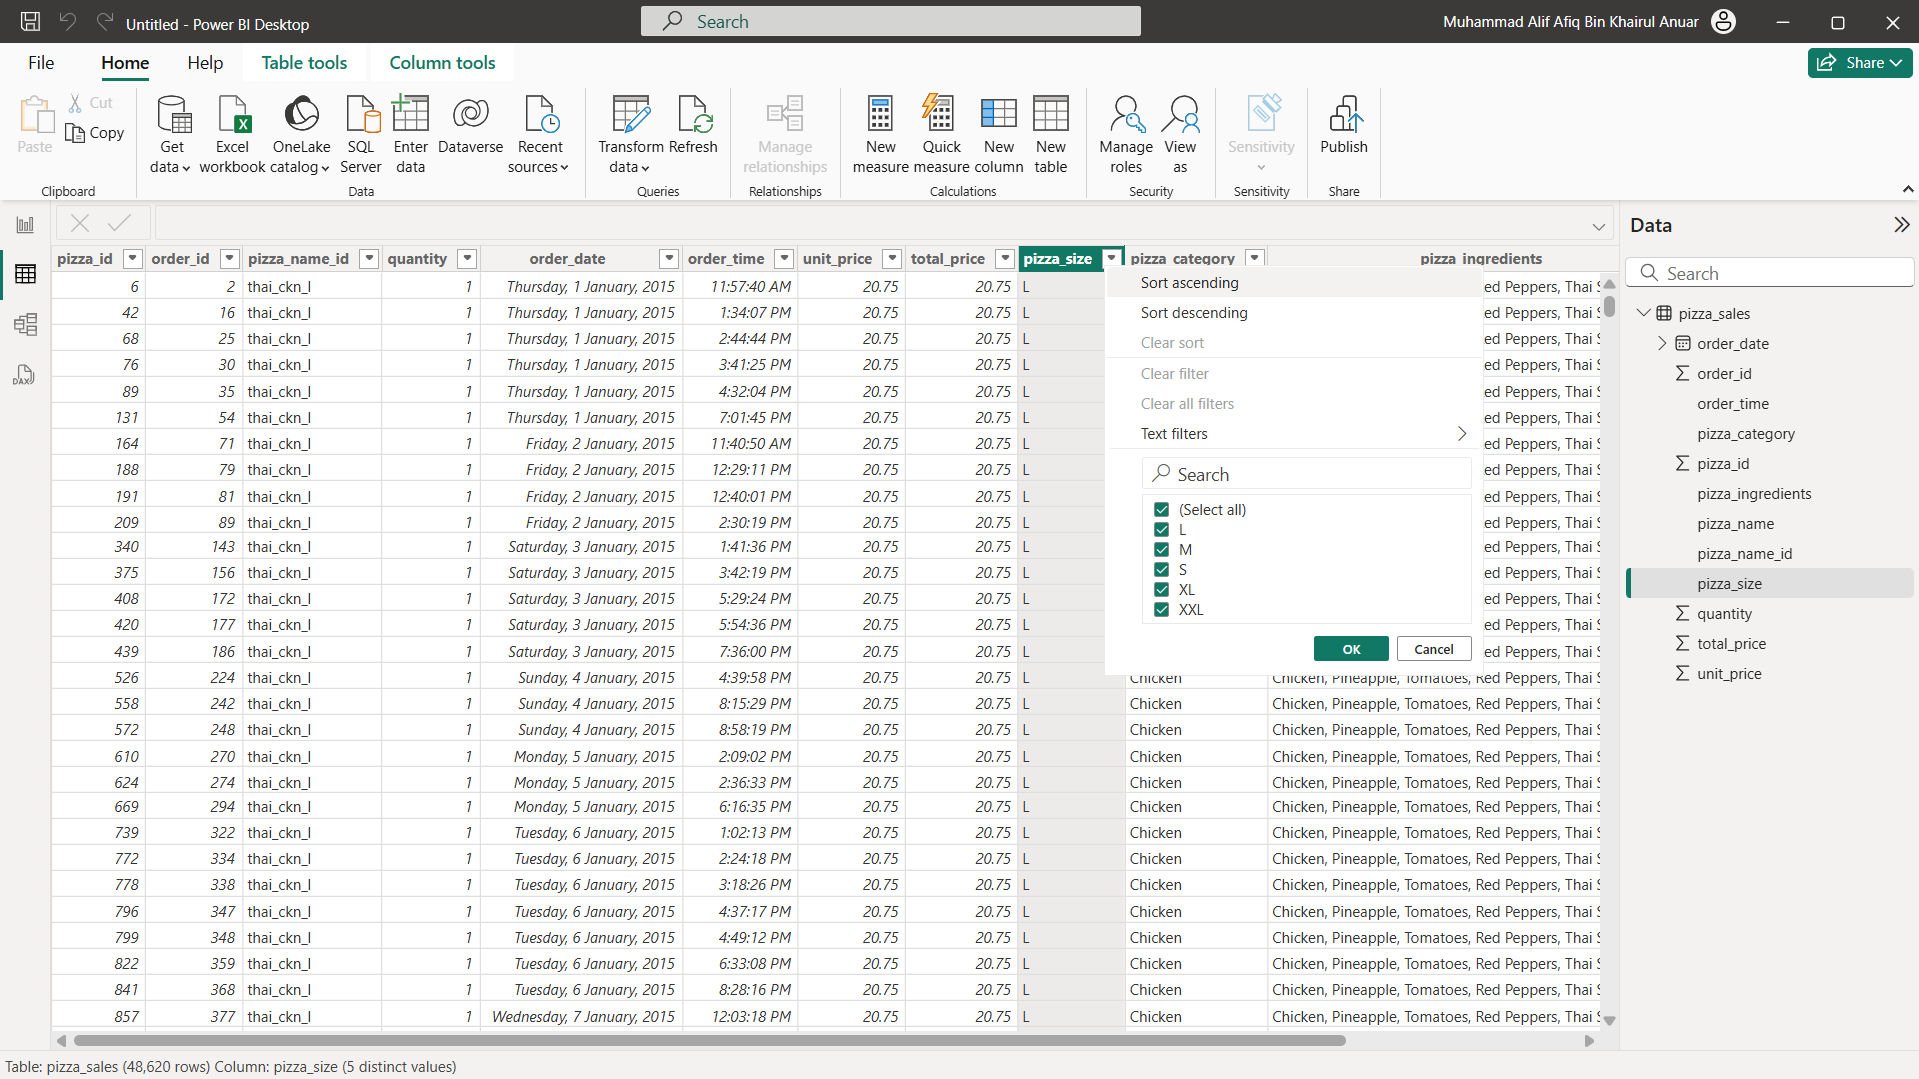 Untitled - Power BI Desktop
Search
Muhammad Alif Afiq Bin Khairul Anuar
File Home Help Table tools Column tools
Share
Paste
Cut
Copy
Get data
Excel workbook
OneLake catalog
SQL Server
Enter data
Dataverse
Recent sources
Transform data
Refresh
Manage relationships
New measure
Quick measure
New column
New table
Manage roles
View as
Sensitivity
Publish
Clipboard Data Queries Relationships Calculations Security Sensitivity Share
pizza_id order_id pizza_name_id quantity order_date order_time unit_price total_price pizza_size pizza_category pizza_ingredients
6 2 thai_ckn_l 1 Thursday, 1 January, 2015 11:57:40 AM 20.75 20.75 L ed Peppers, Thai S
42 16 thai_ckn_l 1 Thursday, 1 January, 2015 1:34:07 PM 20.75 20.75 L ed Peppers, Thai S
68 25 thai_ckn_l 1 Thursday, 1 January, 2015 2:44:44 PM 20.75 20.75 L ed Peppers, Thai S
76 30 thai_ckn_l 1 Thursday, 1 January, 2015 3:41:25 PM 20.75 20.75 L ed Peppers, Thai S
89 35 thai_ckn_l 1 Thursday, 1 January, 2015 4:32:04 PM 20.75 20.75 L ed Peppers, Thai S
131 54 thai_ckn_l 1 Thursday, 1 January, 2015 7:01:45 PM 20.75 20.75 L ed Peppers, Thai S
164 71 thai_ckn_l 1 Friday, 2 January, 2015 11:40:50 AM 20.75 20.75 L ed Peppers, Thai S
188 79 thai_ckn_l 1 Friday, 2 January, 2015 12:29:11 PM 20.75 20.75 L ed Peppers, Thai S
191 81 thai_ckn_l 1 Friday, 2 January, 2015 12:40:01 PM 20.75 20.75 L ed Peppers, Thai S
209 89 thai_ckn_l 1 Friday, 2 January, 2015 2:30:19 PM 20.75 20.75 L ed Peppers, Thai S
340 143 thai_ckn_l 1 Saturday, 3 January, 2015 1:41:36 PM 20.75 20.75 L ed Peppers, Thai S
375 156 thai_ckn_l 1 Saturday, 3 January, 2015 3:42:19 PM 20.75 20.75 L ed Peppers, Thai S
408 172 thai_ckn_l 1 Saturday, 3 January, 2015 5:29:24 PM 20.75 20.75 L ed Peppers, Thai S
420 177 thai_ckn_l 1 Saturday, 3 January, 2015 5:54:36 PM 20.75 20.75 L ed Peppers, Thai S
439 186 thai_ckn_l 1 Saturday, 3 January, 2015 7:36:00 PM 20.75 20.75 L ed Peppers, Thai S
526 224 thai_ckn_l 1 Sunday, 4 January, 2015 4:39:58 PM 20.75 20.75 L Chicken Chicken, Pineapple, Tomatoes, Red Peppers, Thai S
558 242 thai_ckn_l 1 Sunday, 4 January, 2015 8:15:29 PM 20.75 20.75 L Chicken Chicken, Pineapple, Tomatoes, Red Peppers, Thai S
572 248 thai_ckn_l 1 Sunday, 4 January, 2015 8:58:19 PM 20.75 20.75 L Chicken Chicken, Pineapple, Tomatoes, Red Peppers, Thai S
610 270 thai_ckn_l 1 Monday, 5 January, 2015 2:09:02 PM 20.75 20.75 L Chicken Chicken, Pineapple, Tomatoes, Red Peppers, Thai S
624 274 thai_ckn_l 1 Monday, 5 January, 2015 2:36:33 PM 20.75 20.75 L Chicken Chicken, Pineapple, Tomatoes, Red Peppers, Thai S
669 294 thai_ckn_l 1 Monday, 5 January, 2015 6:16:35 PM 20.75 20.75 L Chicken Chicken, Pineapple, Tomatoes, Red Peppers, Thai S
739 322 thai_ckn_l 1 Tuesday, 6 January, 2015 1:02:13 PM 20.75 20.75 L Chicken Chicken, Pineapple, Tomatoes, Red Peppers, Thai S
772 334 thai_ckn_l 1 Tuesday, 6 January, 2015 2:24:18 PM 20.75 20.75 L Chicken Chicken, Pineapple, Tomatoes, Red Peppers, Thai S
778 338 thai_ckn_l 1 Tuesday, 6 January, 2015 3:18:26 PM 20.75 20.75 L Chicken Chicken, Pineapple, Tomatoes, Red Peppers, Thai S
796 347 thai_ckn_l 1 Tuesday, 6 January, 2015 4:37:17 PM 20.75 20.75 L Chicken Chicken, Pineapple, Tomatoes, Red Peppers, Thai S
799 348 thai_ckn_l 1 Tuesday, 6 January, 2015 4:49:12 PM 20.75 20.75 L Chicken Chicken, Pineapple, Tomatoes, Red Peppers, Thai S
822 359 thai_ckn_l 1 Tuesday, 6 January, 2015 6:33:08 PM 20.75 20.75 L Chicken Chicken, Pineapple, Tomatoes, Red Peppers, Thai S
841 368 thai_ckn_l 1 Tuesday, 6 January, 2015 8:28:16 PM 20.75 20.75 L Chicken Chicken, Pineapple, Tomatoes, Red Peppers, Thai S
857 377 thai_ckn_l 1 Wednesday, 7 January, 2015 12:03:18 PM 20.75 20.75 L Chicken Chicken, Pineapple, Tomatoes, Red Peppers, Thai S
Sort ascending
Sort descending
Clear sort
Clear filter
Clear all filters
Text filters
Search
(Select all)
L
M
S
XL
XXL
OK Cancel
Data
Search
pizza_sales
order_date
order_id
order_time
pizza_category
pizza_id
pizza_ingredients
pizza_name
pizza_name_id
pizza_size
quantity
total_price
unit_price
DAX
Table: pizza_sales (48,620 rows) Column: pizza_size (5 distinct values)